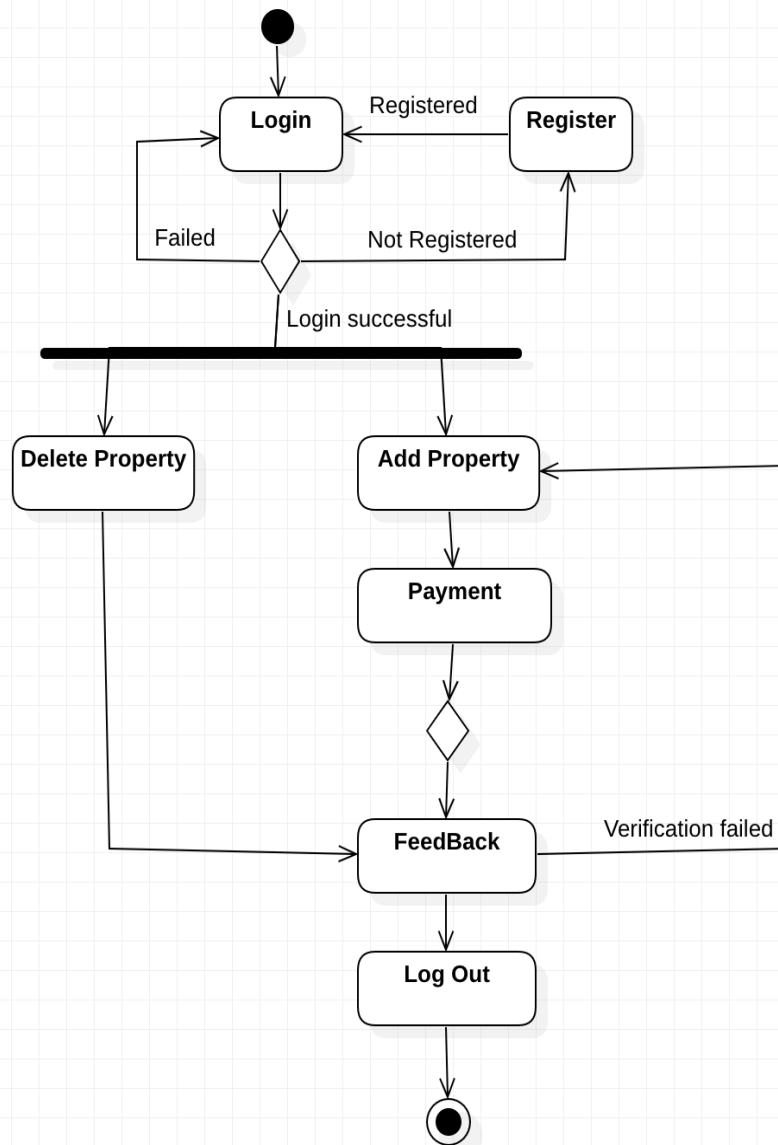 Login
Registered
Register
Failed
Not Registered
Login successful
Delete Property
Add Property
Payment
FeedBack
Verification failed
Log Out